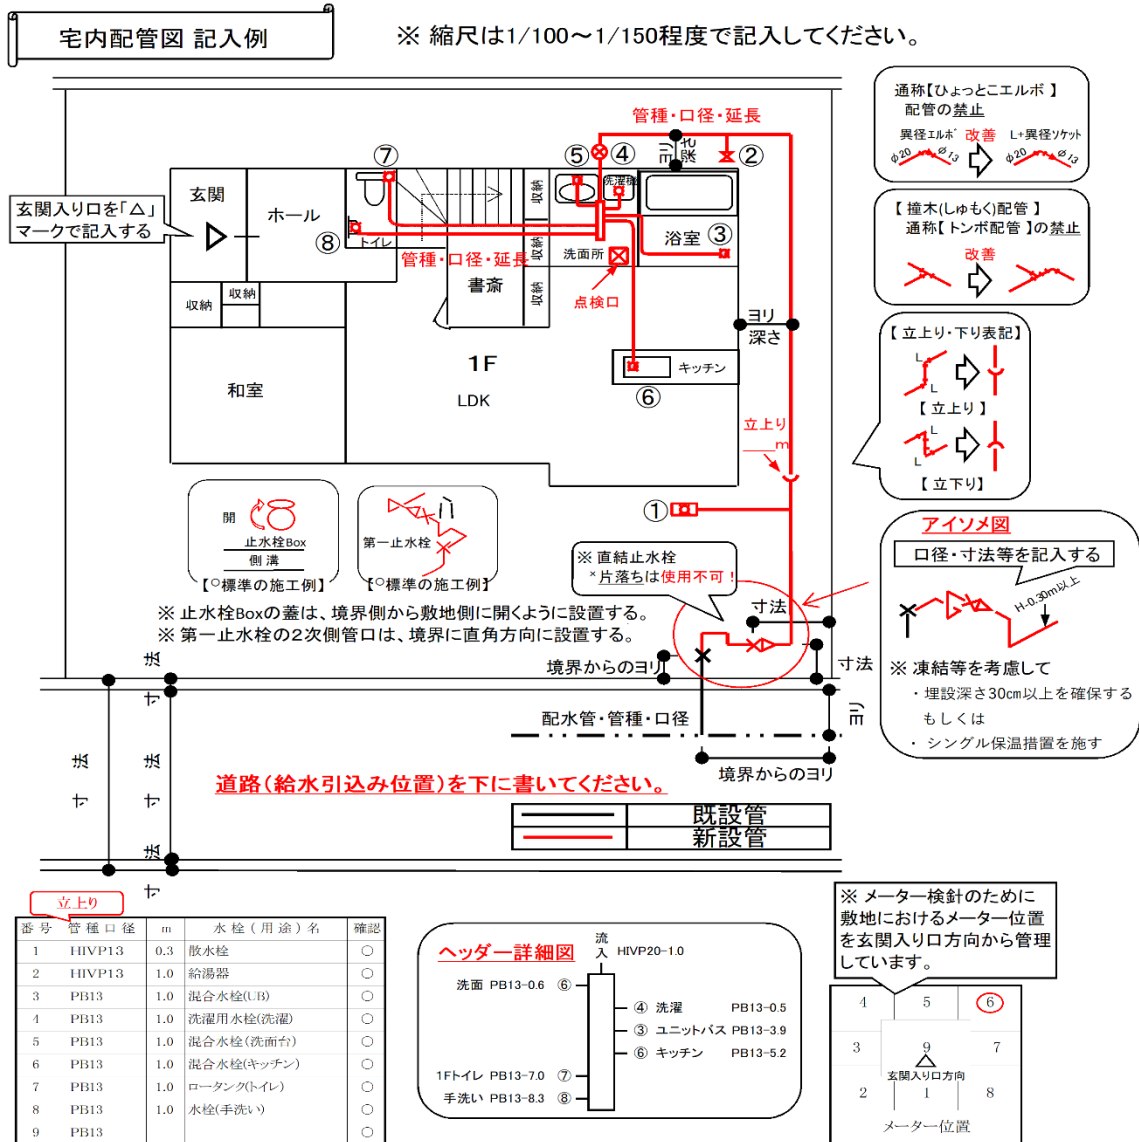 宅内配管図 記入例
※ 縮尺は1/100～1/150程度で記入してください。
管種・口径・延長
通称【ひょっとこエルボ 】
配管の禁止
異径エルボ 改善 L+異径ソケット
φ20 φ13 φ20 φ13
玄関入り口を「△」
マークで記入する
玄関
ホール
⑦
⑧
トイレ
収納
収納
収納
⑤
④
洗濯機
ヨリ
深さ
②
浴室
③
洗面所
管種・口径・延長
書斎
点検口
収納
収納
【 撞木(しゅもく)配管 】
通称【 トンボ配管 】の禁止
改善
ヨリ
深さ
【 立上り・下り表記】
L
L
【 立上り 】
L
L
【 立下り 】
1F
LDK
キッチン
⑥
和室
立上り
m
①
開
止水栓Box
側 溝
【○標準の施工例】
第一止水栓
【○標準の施工例】
※ 直結止水栓
*片落ちは使用不可！
※ 止水栓Boxの蓋は、境界側から敷地側に開くように設置する。
※ 第一止水栓の2次側管口は、境界に直角方向に設置する。
アイソメ図
口径・寸法等を記入する
H-0.30m以上
※ 凍結等を考慮して
・埋設深さ30cm以上を確保する
もしくは
・ シングル保温措置を施す
寸法
寸法
境界からのヨリ
ヨリ
配水管・管種・口径
境界からのヨリ
寸法
寸法
寸法
寸法
道路（給水引込み位置）を下に書いてください。
既設管
新設管
立上り
番号 管種口径 m 水栓(用途)名 確認
1 HIVP13 0.3 散水栓 ○
2 HIVP13 1.0 給湯器 ○
3 PB13 1.0 混合水栓(UB) ○
4 PB13 1.0 洗濯用水栓(洗濯) ○
5 PB13 1.0 混合水栓(洗面台) ○
6 PB13 1.0 混合水栓(キッチン) ○
7 PB13 1.0 ロータンク(トイレ) ○
8 PB13 1.0 水栓(手洗い) ○
9 PB13 ○
ヘッダー詳細図
流入 HIVP20-1.0
洗面 PB13-0.6 ⑥
④ 洗濯 PB13-0.5
③ ユニットバス PB13-3.9
⑥ キッチン PB13-5.2
1Fトイレ PB13-7.0 ⑦
手洗い PB13-8.3 ⑧
※ メーター検針のために
敷地におけるメーター位置
を玄関入り口方向から管理
しています。
4 5 6
3 9 7
玄関入り口方向
2 1 8
メーター位置